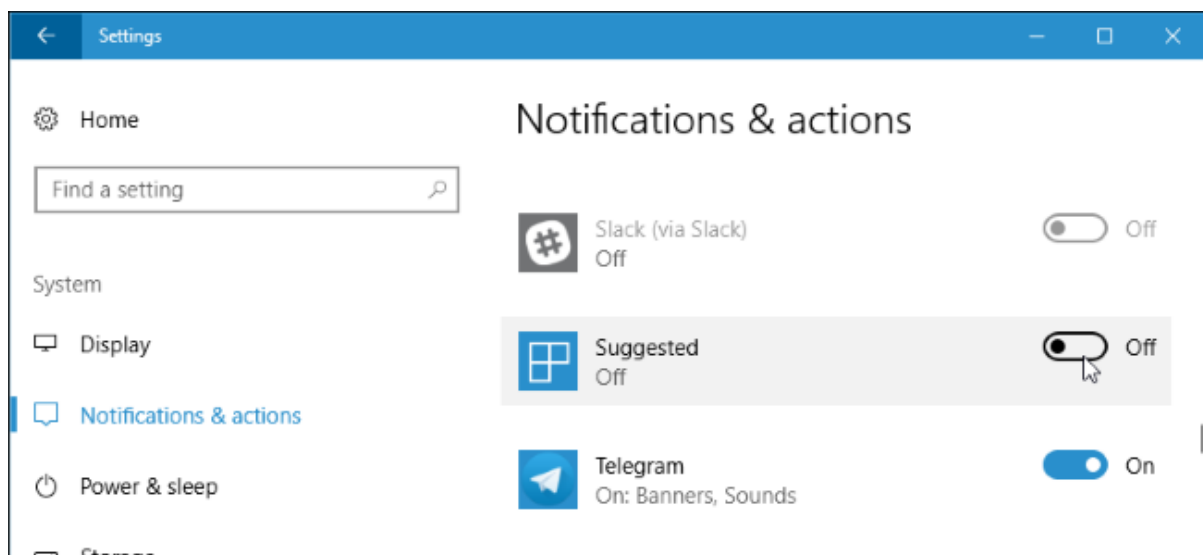 Settings
Home
Find a setting
System
Display
Notifications & actions
Power & sleep
Storage
Notifications & actions
Slack (via Slack)
Off
Off
Suggested
Off
Off
Telegram
On: Banners, Sounds
On